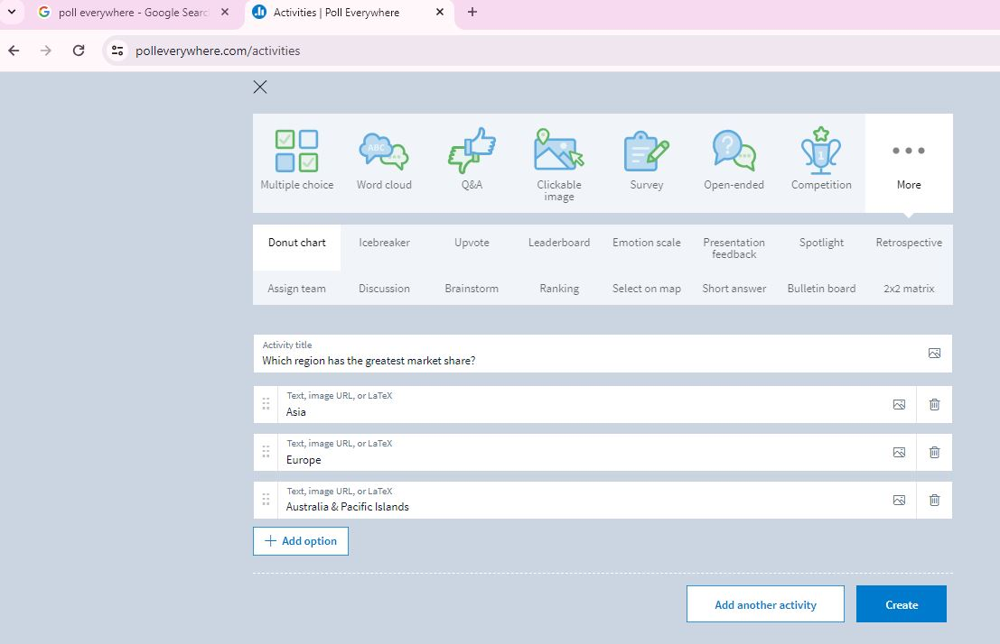 poll everywhere - Google Searc
Activities | Poll Everywhere
polleverywhere.com/activities
Multiple choice
ABC
Word cloud
Q&A
Clickable
image
Survey
?
Open-ended
1
Competition
More
Donut chart
Icebreaker
Upvote
Leaderboard
Emotion scale
Presentation
feedback
Spotlight
Retrospective
Assign team
Discussion
Brainstorm
Ranking
Select on map
Short answer
Bulletin board
2x2 matrix
Activity title
Which region has the greatest market share?
Text, image URL, or LaTeX
Asia
Text, image URL, or LaTeX
Europe
Text, image URL, or LaTeX
Australia & Pacific Islands
Add option
Add another activity
Create